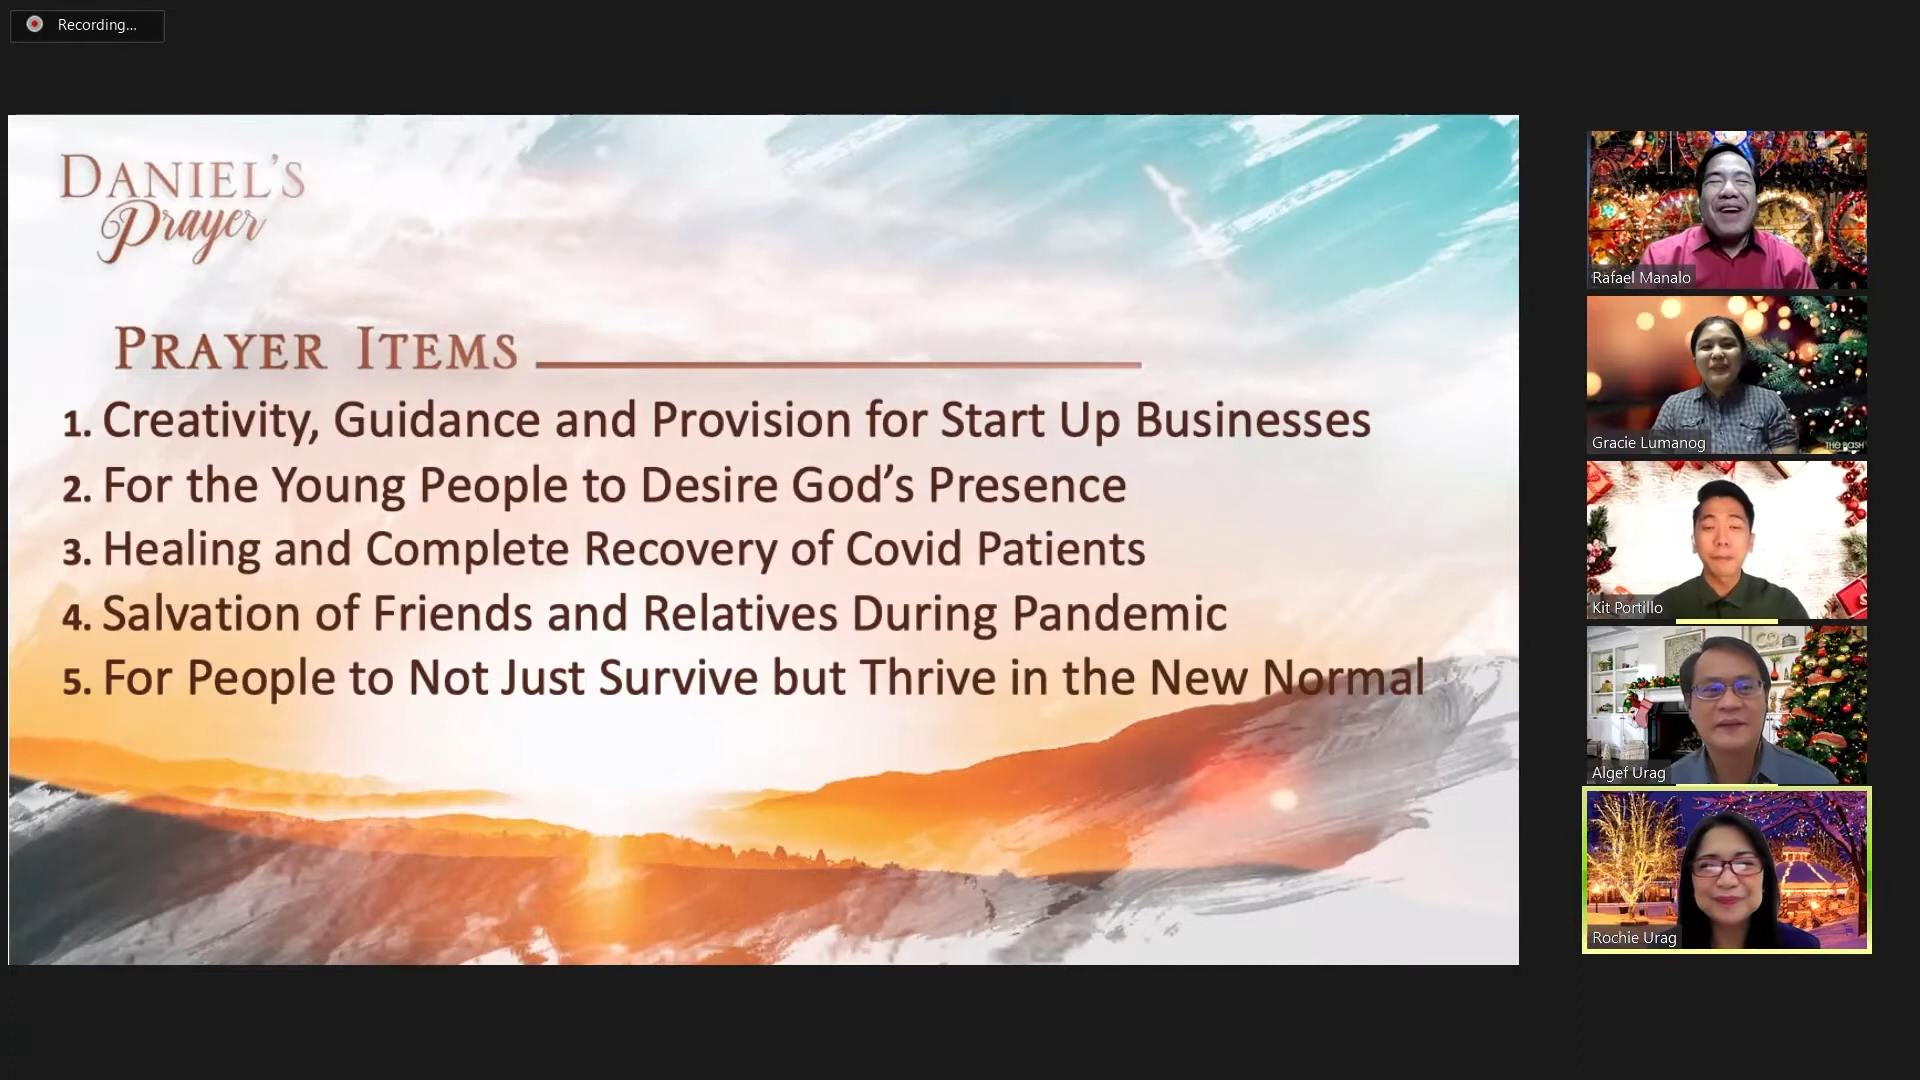 Recording...
DANIEL'S
Prayer
PRAYER ITEMS
1. Creativity, Guidance and Provision for Start Up Businesses
2. For the Young People to Desire God's Presence
3. Healing and Complete Recovery of Covid Patients
4. Salvation of Friends and Relatives During Pandemic
5. For People to Not Just Survive but Thrive in the New Normal
Rafael Manalo
Gracie Lumanog
THE BASH
Kit Portillo
Algef Urag
Rochie Urag